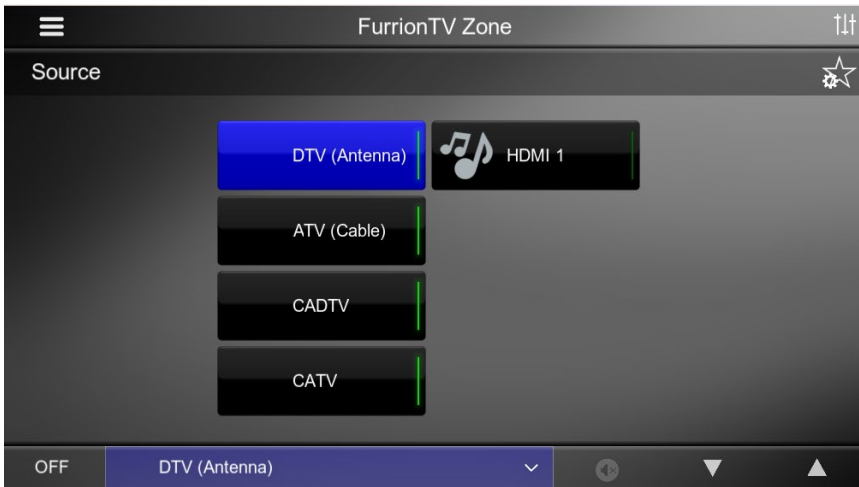 FurrionTV Zone
Source
DTV (Antenna)
HDMI 1
ATV (Cable)
CADTV
CATV
OFF
DTV (Antenna)